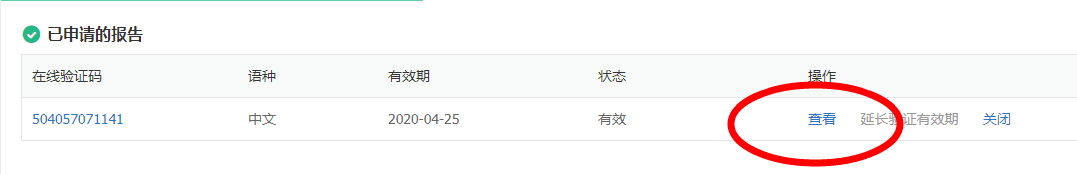 已申请的报告
在线验证码 语种 有效期 状态 操作
504057071141 中文 2020-04-25 有效 查看 延长验证有效期 关闭